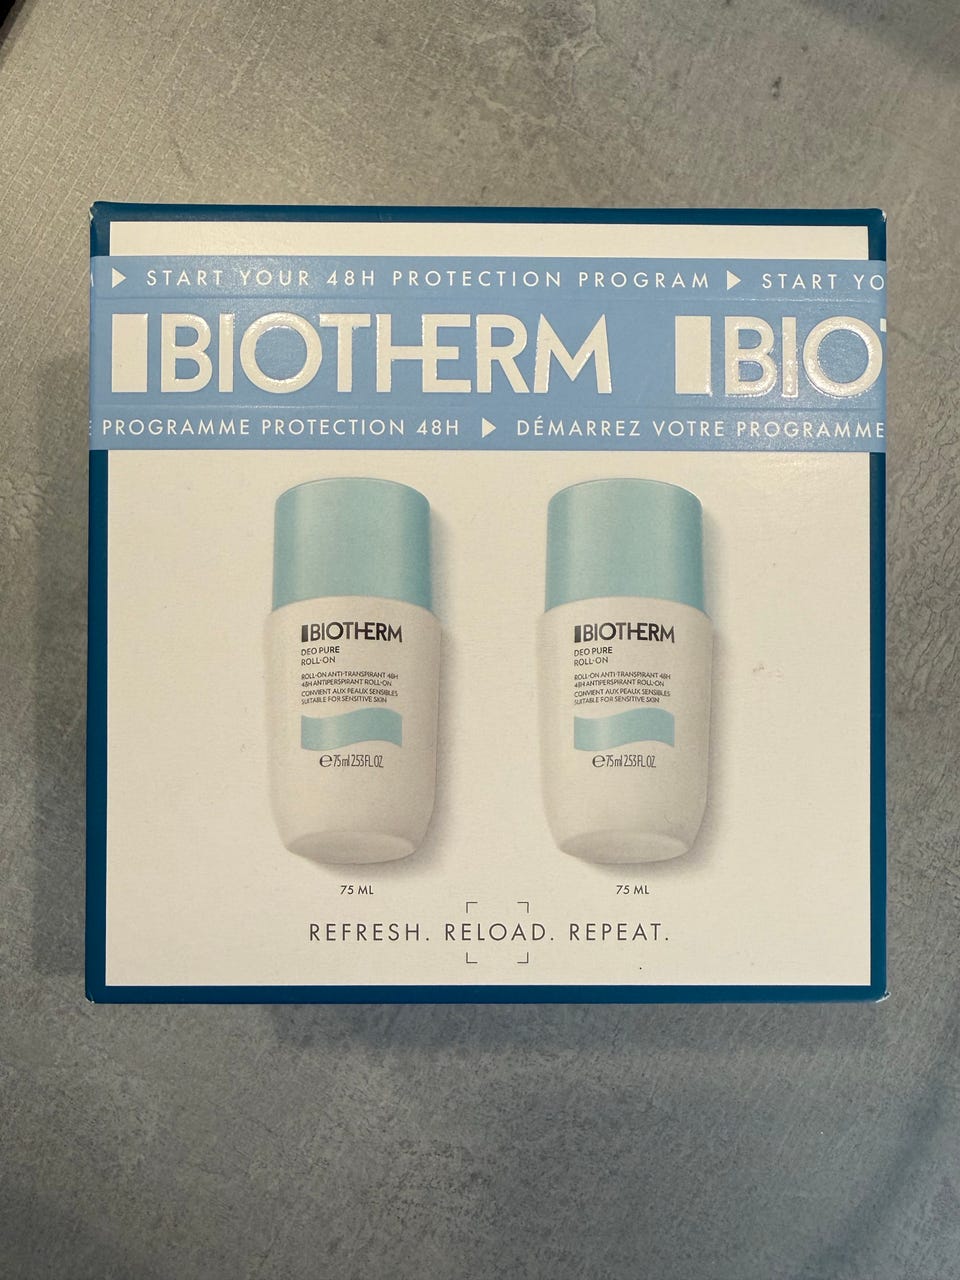 START YOUR 48H PROTECTION PROGRAM START YO
BIOTHERM BIOT
PROGRAMME PROTECTION 48H DÉMARREZ VOTRE PROGRAMME
BIOTHERM
DEO PURE
ROLL-ON
ROLL-ON ANTI-TRANSPIRANT 48H
48H ANTIPERSPIRANT ROLL-ON
CONVIENT AUX PEAUX SENSIBLES
SUITABLE FOR SENSITIVE SKIN
℮75 ml 2.53 FL.OZ.
75 ML
BIOTHERM
DEO PURE
ROLL-ON
ROLL-ON ANTI-TRANSPIRANT 48H
48H ANTIPERSPIRANT ROLL-ON
CONVIENT AUX PEAUX SENSIBLES
SUITABLE FOR SENSITIVE SKIN
℮75 ml 2.53 FL.OZ.
75 ML
REFRESH. RELOAD. REPEAT.